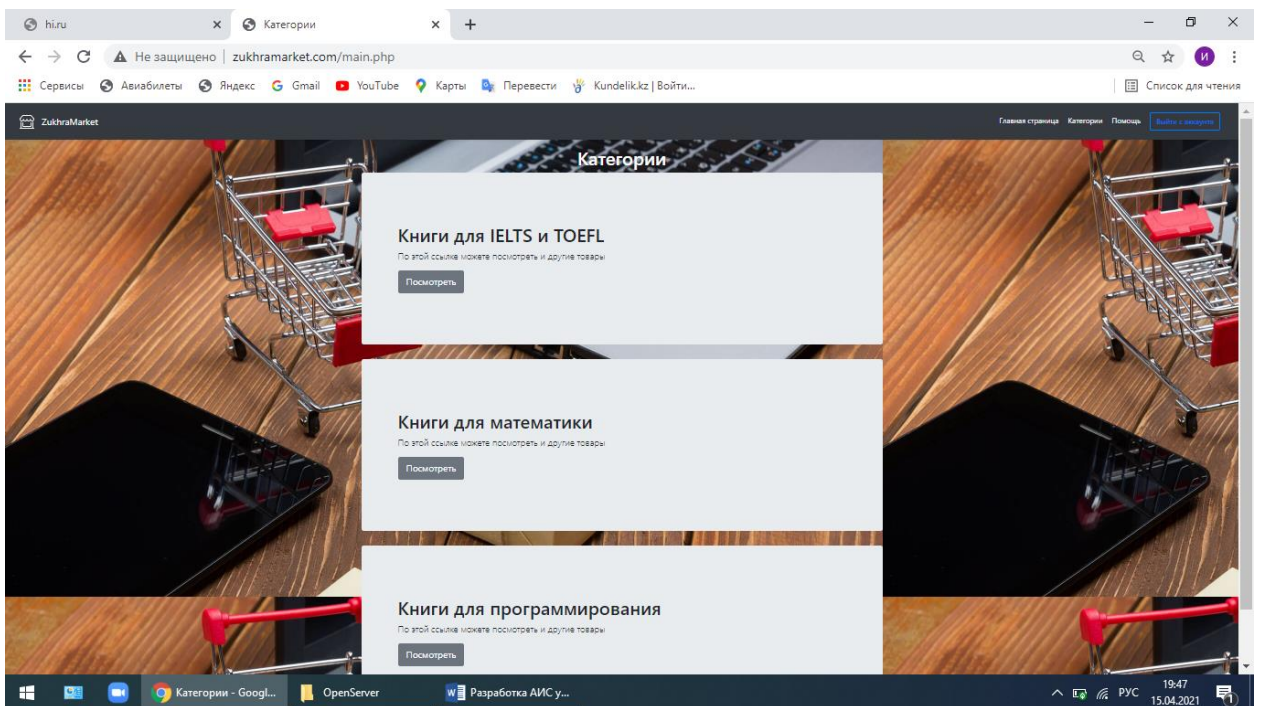 hi.ru
Категории
Не защищено | zukhramarket.com/main.php
И
Сервисы Авиабилеты Яндекс Gmail YouTube Карты Перевести Kundelik.kz | Войти...
Список для чтения
ZukhraMarket
Главная страница Категории Помощь
Категории
Книги для IELTS и TOEFL
По этой ссылке можете посмотреть и другие товары
Посмотреть
Книги для математики
По этой ссылке можете посмотреть и другие товары
Посмотреть
Книги для программирования
По этой ссылке можете посмотреть и другие товары
Посмотреть
Категории - Googl... OpenServer Разработка АИС у...
РУС
19:47
15.04.2021
1